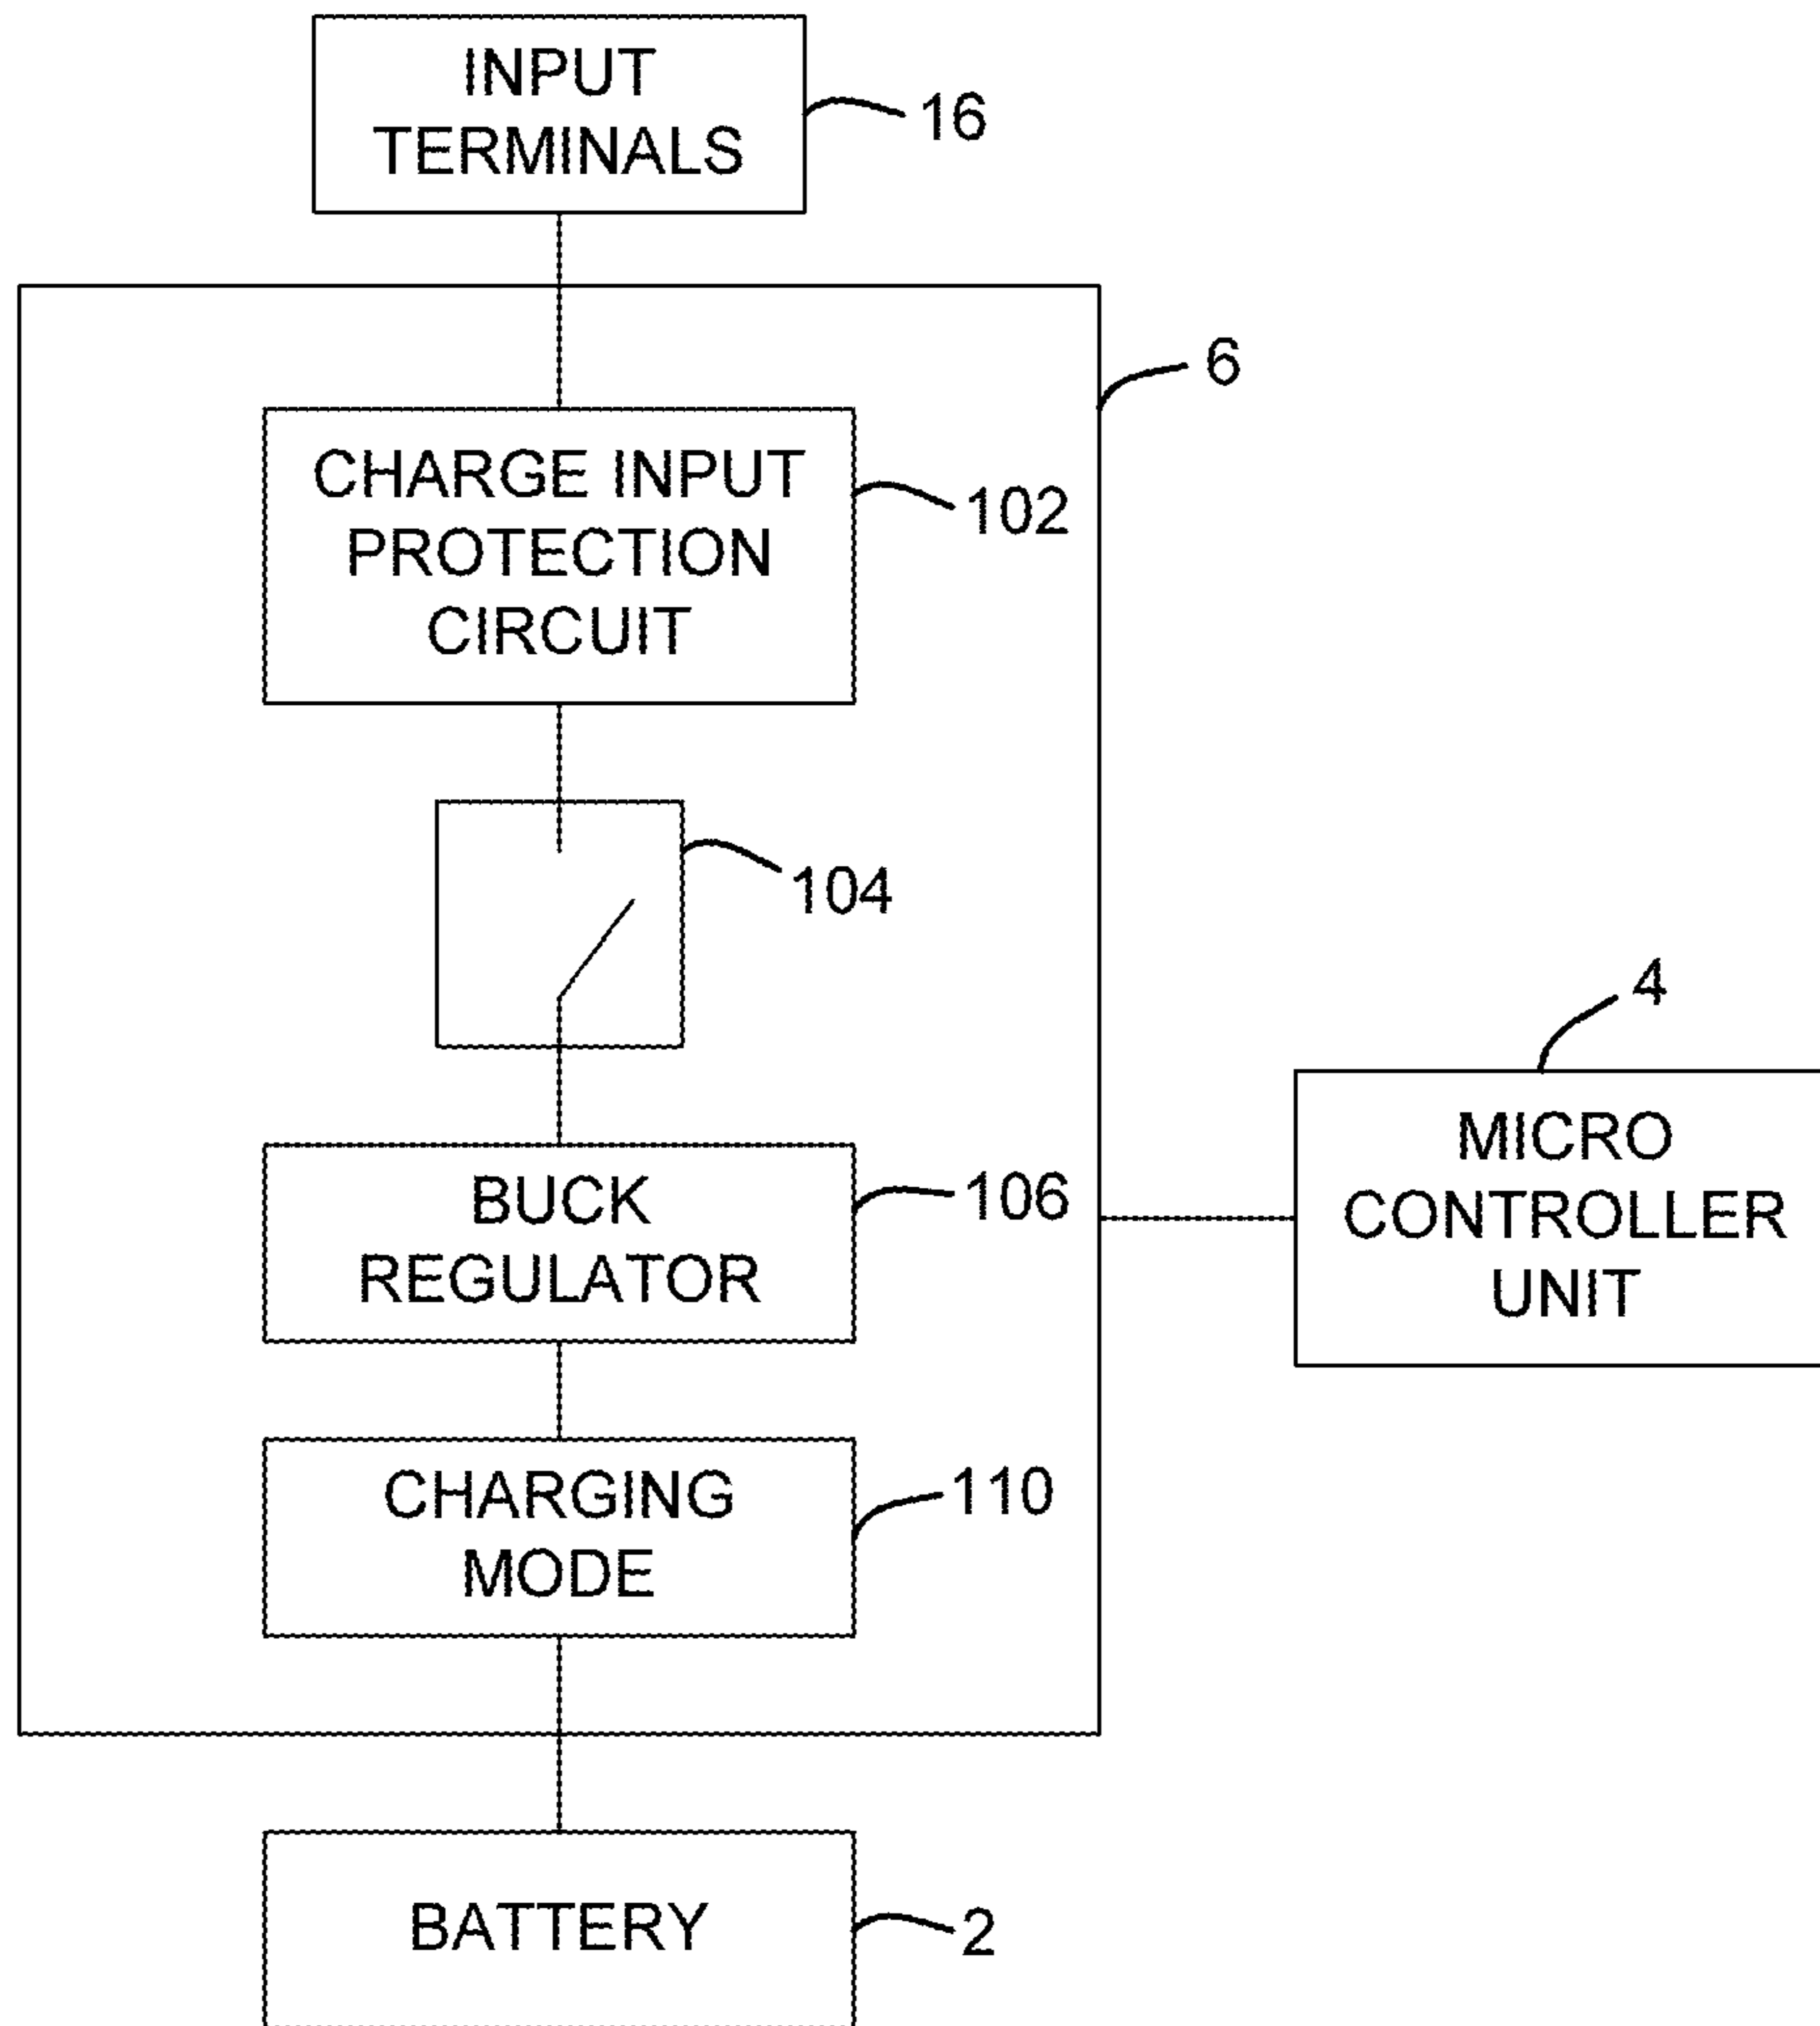 INPUT
TERMINALS
16
6
CHARGE INPUT
PROTECTION
CIRCUIT
102
104
4
MICRO
CONTROLLER
UNIT
BUCK
REGULATOR
106
CHARGING
MODE
110
BATTERY
2